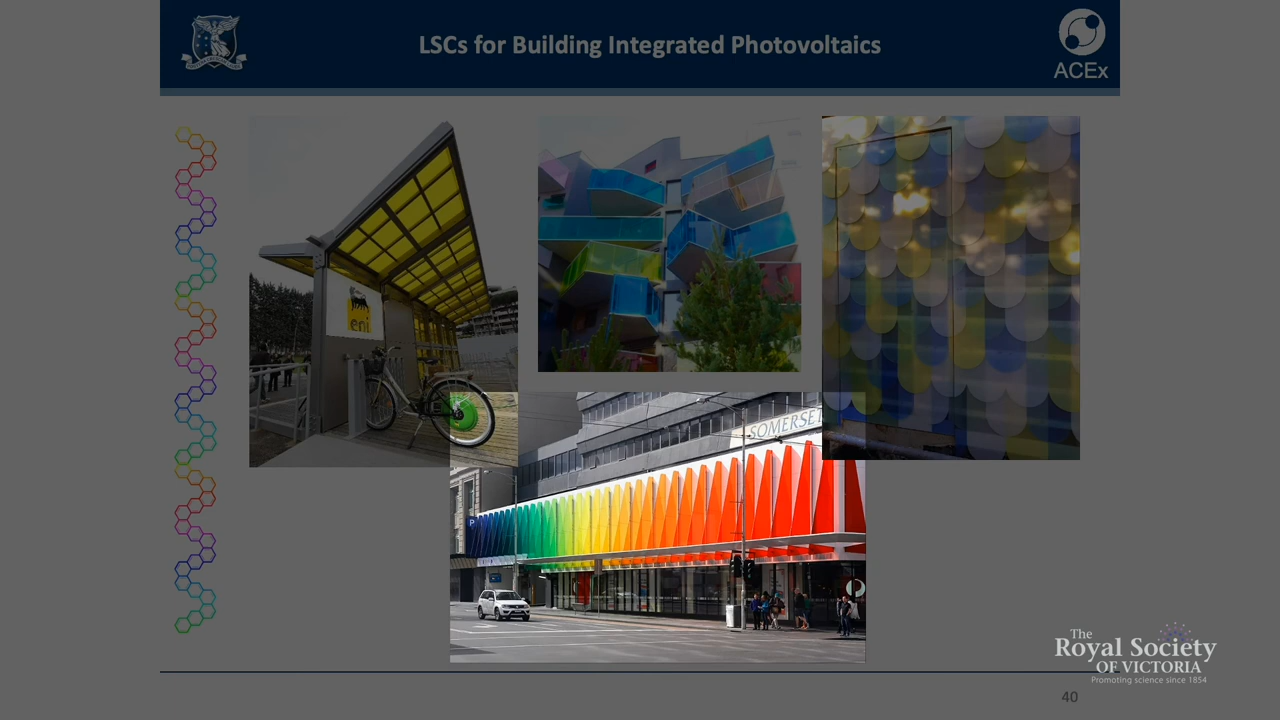 LSCs for Building Integrated Photovoltaics
ACEx
eni
SOMERSET
P
The
Royal Society
OF VICTORIA
Promoting science since 1854
40